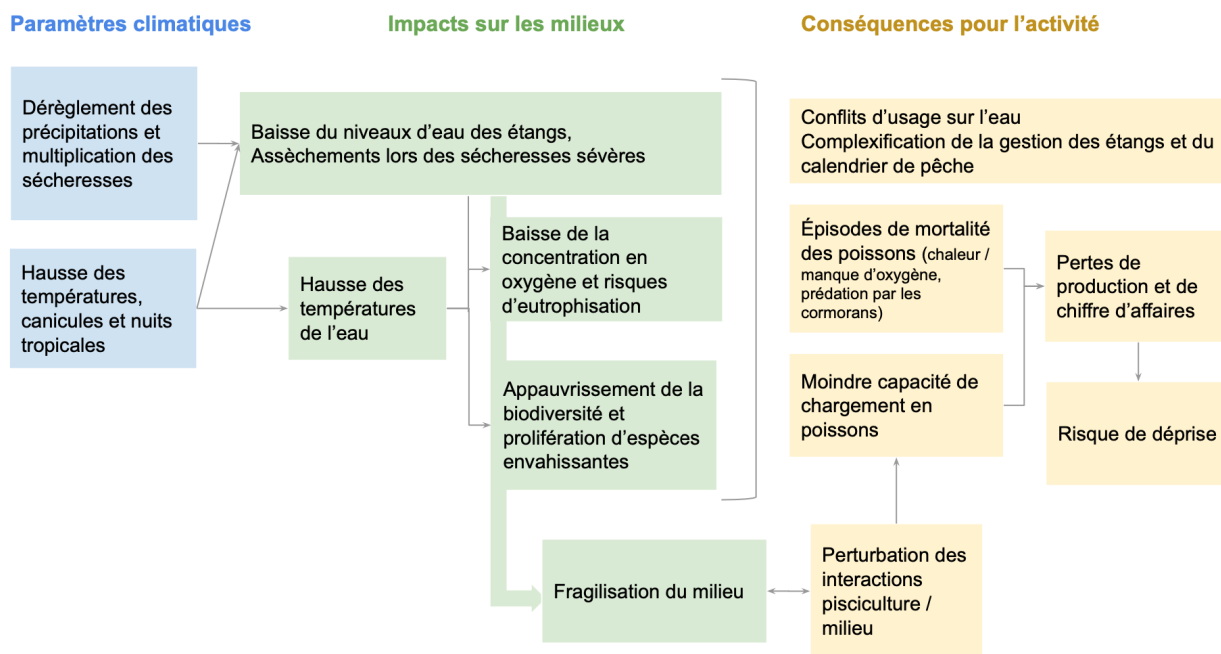 Paramètres climatiques
Impacts sur les milieux
Conséquences pour l’activité
Dérèglement des
précipitations et
multiplication des
sécheresses
Hausse des
températures,
canicules et nuits
tropicales
Baisse du niveaux d’eau des étangs,
Assèchements lors des sécheresses sévères
Hausse des
températures
de l’eau
Baisse de la
concentration en
oxygène et risques
d’eutrophisation
Appauvrissement de la
biodiversité et
prolifération d’espèces
envahissantes
Fragilisation du milieu
Conflits d’usage sur l’eau
Complexification de la gestion des étangs et du
calendrier de pêche
Épisodes de mortalité
des poissons (chaleur /
manque d’oxygène,
prédation par les
cormorans)
Moindre capacité de
chargement en
poissons
Perturbation des
interactions
pisciculture /
milieu
Pertes de
production et de
chiffre d’affaires
Risque de déprise